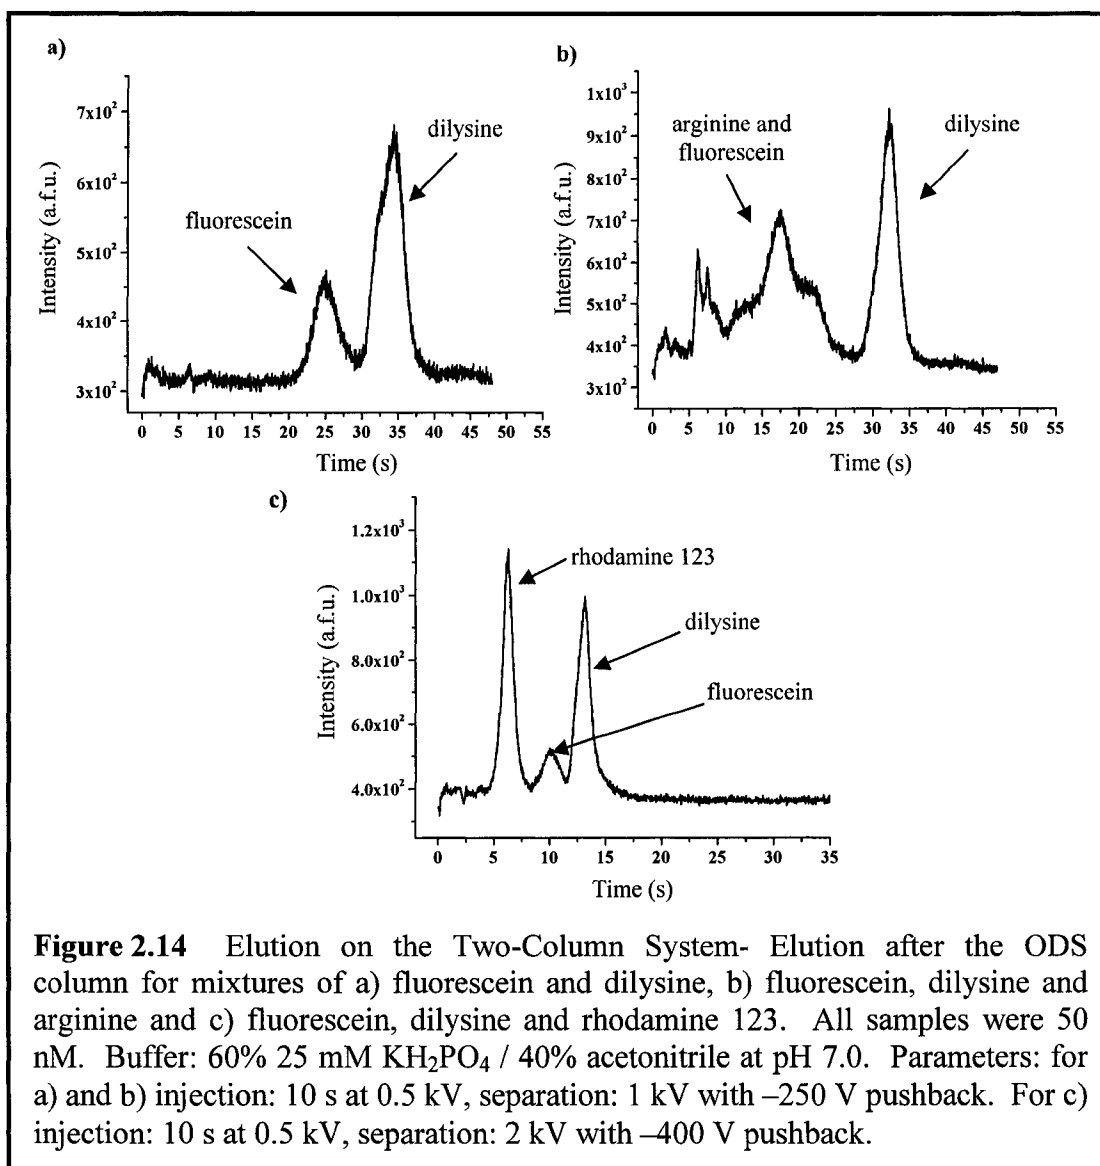 a)
7x10²
6x10²
5x10²
4x10²
3x10²
Intensity (a.f.u.)
fluorescein
dilysine
0 5 10 15 20 25 30 35 40 45 50 55
Time (s)
b)
1x10³
9x10²
8x10²
7x10²
6x10²
5x10²
4x10²
3x10²
Intensity (a.f.u.)
arginine and
fluorescein
dilysine
0 5 10 15 20 25 30 35 40 45 50 55
Time (s)
c)
1.2x10³
1.0x10³
8.0x10²
6.0x10²
4.0x10²
Intensity (a.f.u.)
rhodamine 123
dilysine
fluorescein
0 5 10 15 20 25 30 35
Time (s)
Figure 2.14 Elution on the Two-Column System- Elution after the ODS
column for mixtures of a) fluorescein and dilysine, b) fluorescein, dilysine and
arginine and c) fluorescein, dilysine and rhodamine 123. All samples were 50
nM. Buffer: 60% 25 mM KH₂PO₄ / 40% acetonitrile at pH 7.0. Parameters: for
a) and b) injection: 10 s at 0.5 kV, separation: 1 kV with –250 V pushback. For c)
injection: 10 s at 0.5 kV, separation: 2 kV with –400 V pushback.